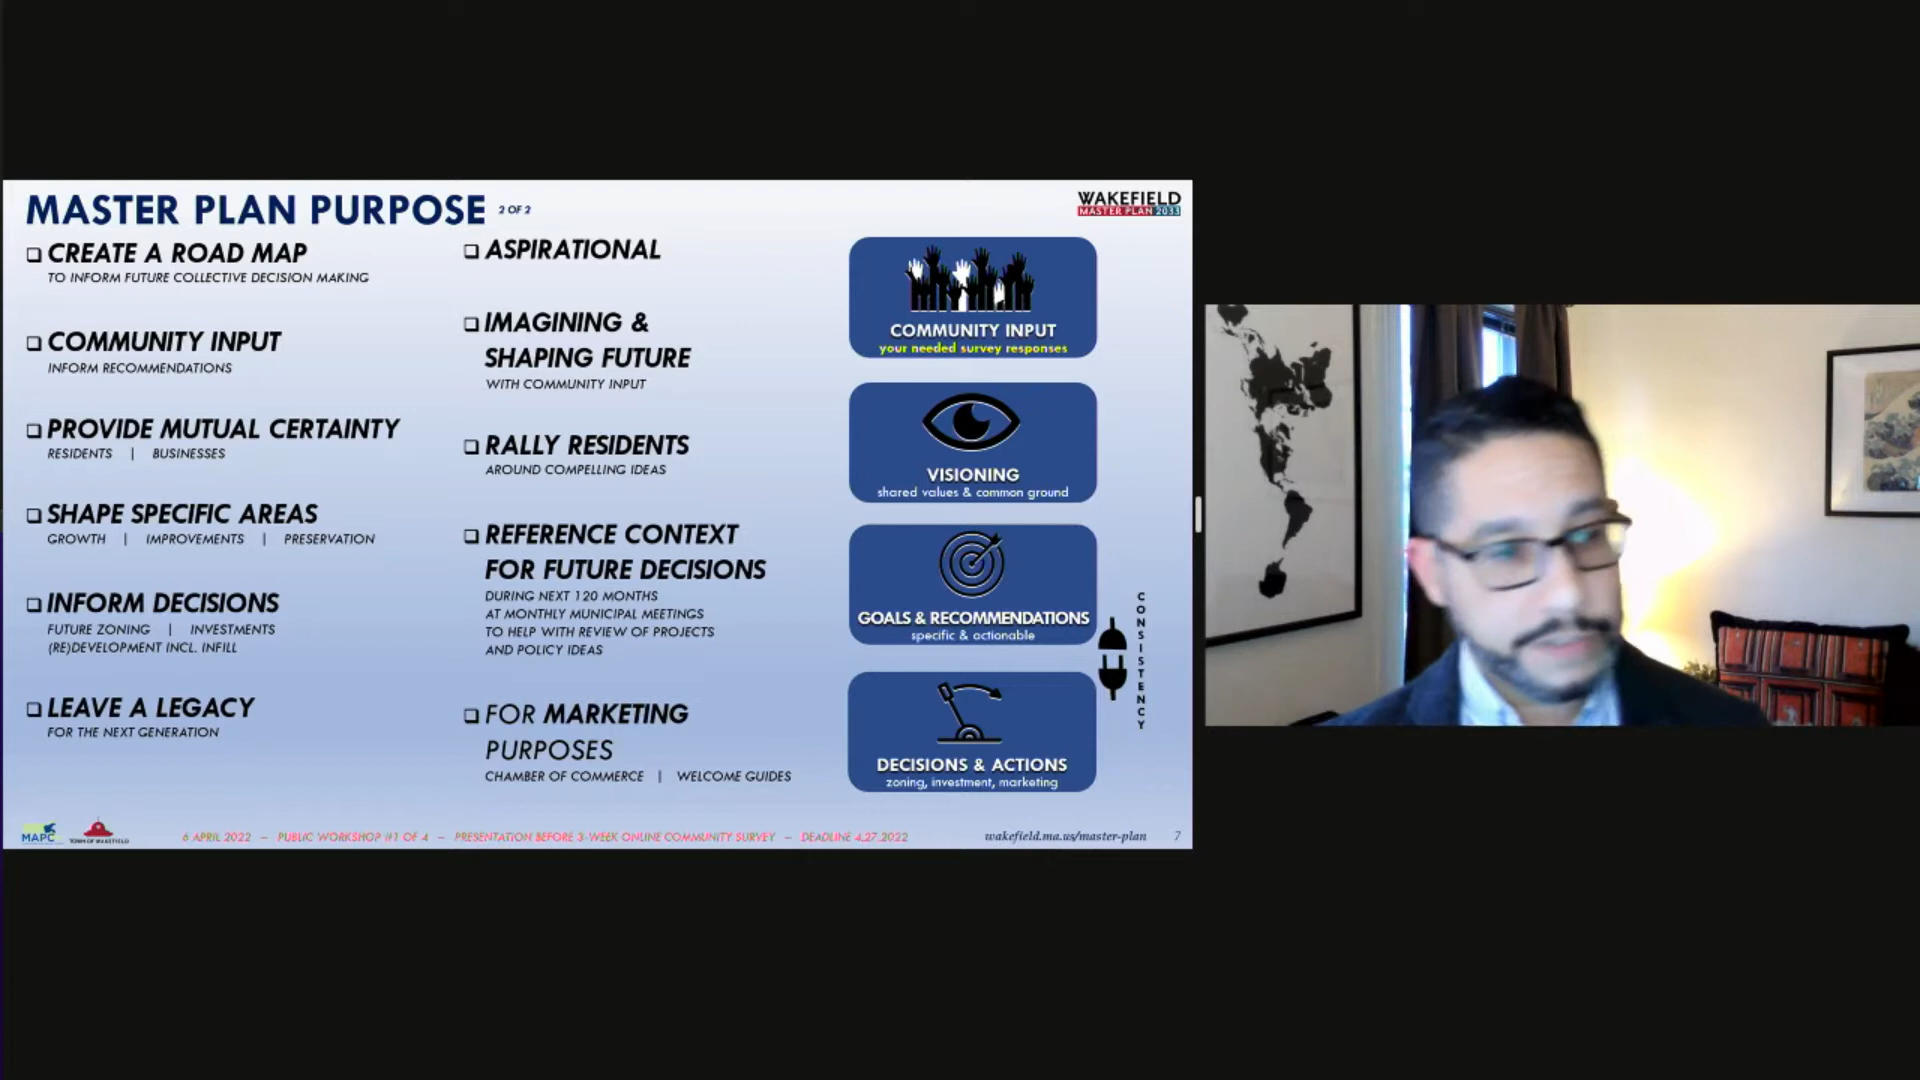 MASTER PLAN PURPOSE 2 OF 2
WAKEFIELD
MASTER PLAN 2033
❑ CREATE A ROAD MAP
TO INFORM FUTURE COLLECTIVE DECISION MAKING
❑ COMMUNITY INPUT
INFORM RECOMMENDATIONS
❑ PROVIDE MUTUAL CERTAINTY
RESIDENTS | BUSINESSES
❑ SHAPE SPECIFIC AREAS
GROWTH | IMPROVEMENTS | PRESERVATION
❑ INFORM DECISIONS
FUTURE ZONING | INVESTMENTS
(RE)DEVELOPMENT INCL. INFILL
❑ LEAVE A LEGACY
FOR THE NEXT GENERATION
❑ ASPIRATIONAL
❑ IMAGINING &
SHAPING FUTURE
WITH COMMUNITY INPUT
❑ RALLY RESIDENTS
AROUND COMPELLING IDEAS
❑ REFERENCE CONTEXT
FOR FUTURE DECISIONS
DURING NEXT 120 MONTHS
AT MONTHLY MUNICIPAL MEETINGS
TO HELP WITH REVIEW OF PROJECTS
AND POLICY IDEAS
❑ FOR MARKETING
PURPOSES
CHAMBER OF COMMERCE | WELCOME GUIDES
COMMUNITY INPUT
your needed survey responses
VISIONING
shared values & common ground
GOALS & RECOMMENDATIONS
specific & actionable
DECISIONS & ACTIONS
zoning, investment, marketing
CONSISTENCY
MAPC
TOWN OF WAKEFIELD
6 APRIL 2022 – PUBLIC WORKSHOP #1 OF 4 – PRESENTATION BEFORE 3-WEEK ONLINE COMMUNITY SURVEY – DEADLINE 4.27.2022
wakefield.ma.us/master-plan
7